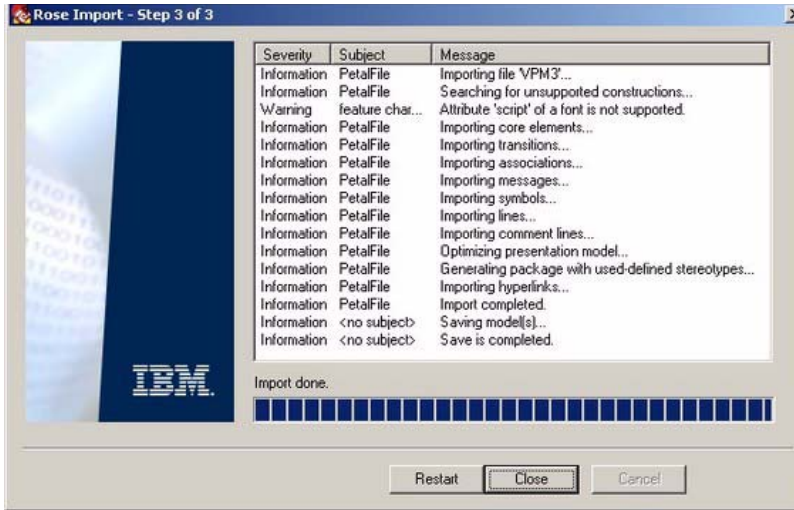 Rose Import - Step 3 of 3
Severity Subject Message
Information PetalFile Importing file 'VPM3'...
Information PetalFile Searching for unsupported constructions...
Warning feature char... Attribute 'script' of a font is not supported.
Information PetalFile Importing core elements...
Information PetalFile Importing transitions...
Information PetalFile Importing associations...
Information PetalFile Importing messages...
Information PetalFile Importing symbols...
Information PetalFile Importing lines...
Information PetalFile Importing comment lines...
Information PetalFile Optimizing presentation model...
Information PetalFile Generating package with used-defined stereotypes...
Information PetalFile Importing hyperlinks...
Information PetalFile Import completed.
Information <no subject> Saving model(s)...
Information <no subject> Save is completed.
IBM.
Import done.
Restart Close Cancel